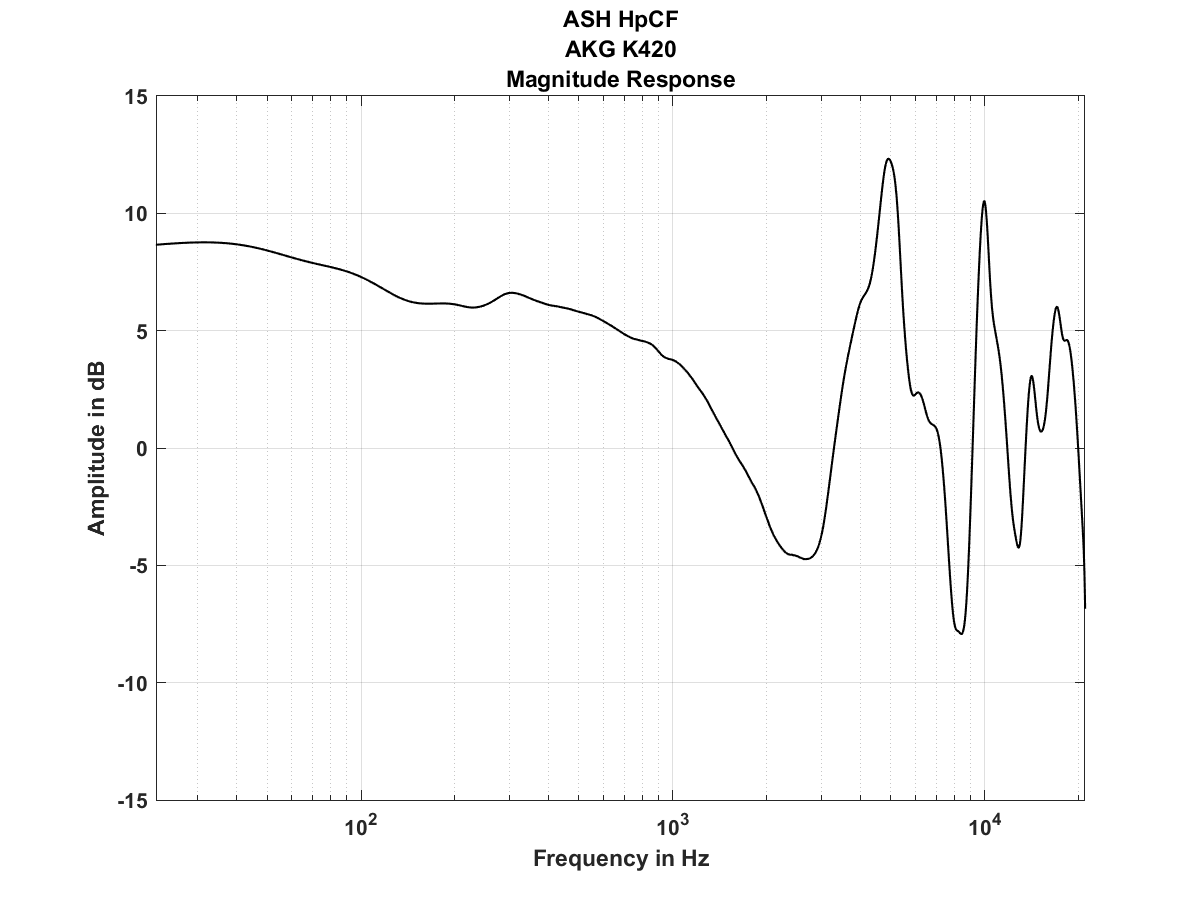 ASH HpCF
AKG K420
Magnitude Response
15
10
5
0
-5
-10
-15
Amplitude in dB
10²
10³
10⁴
Frequency in Hz